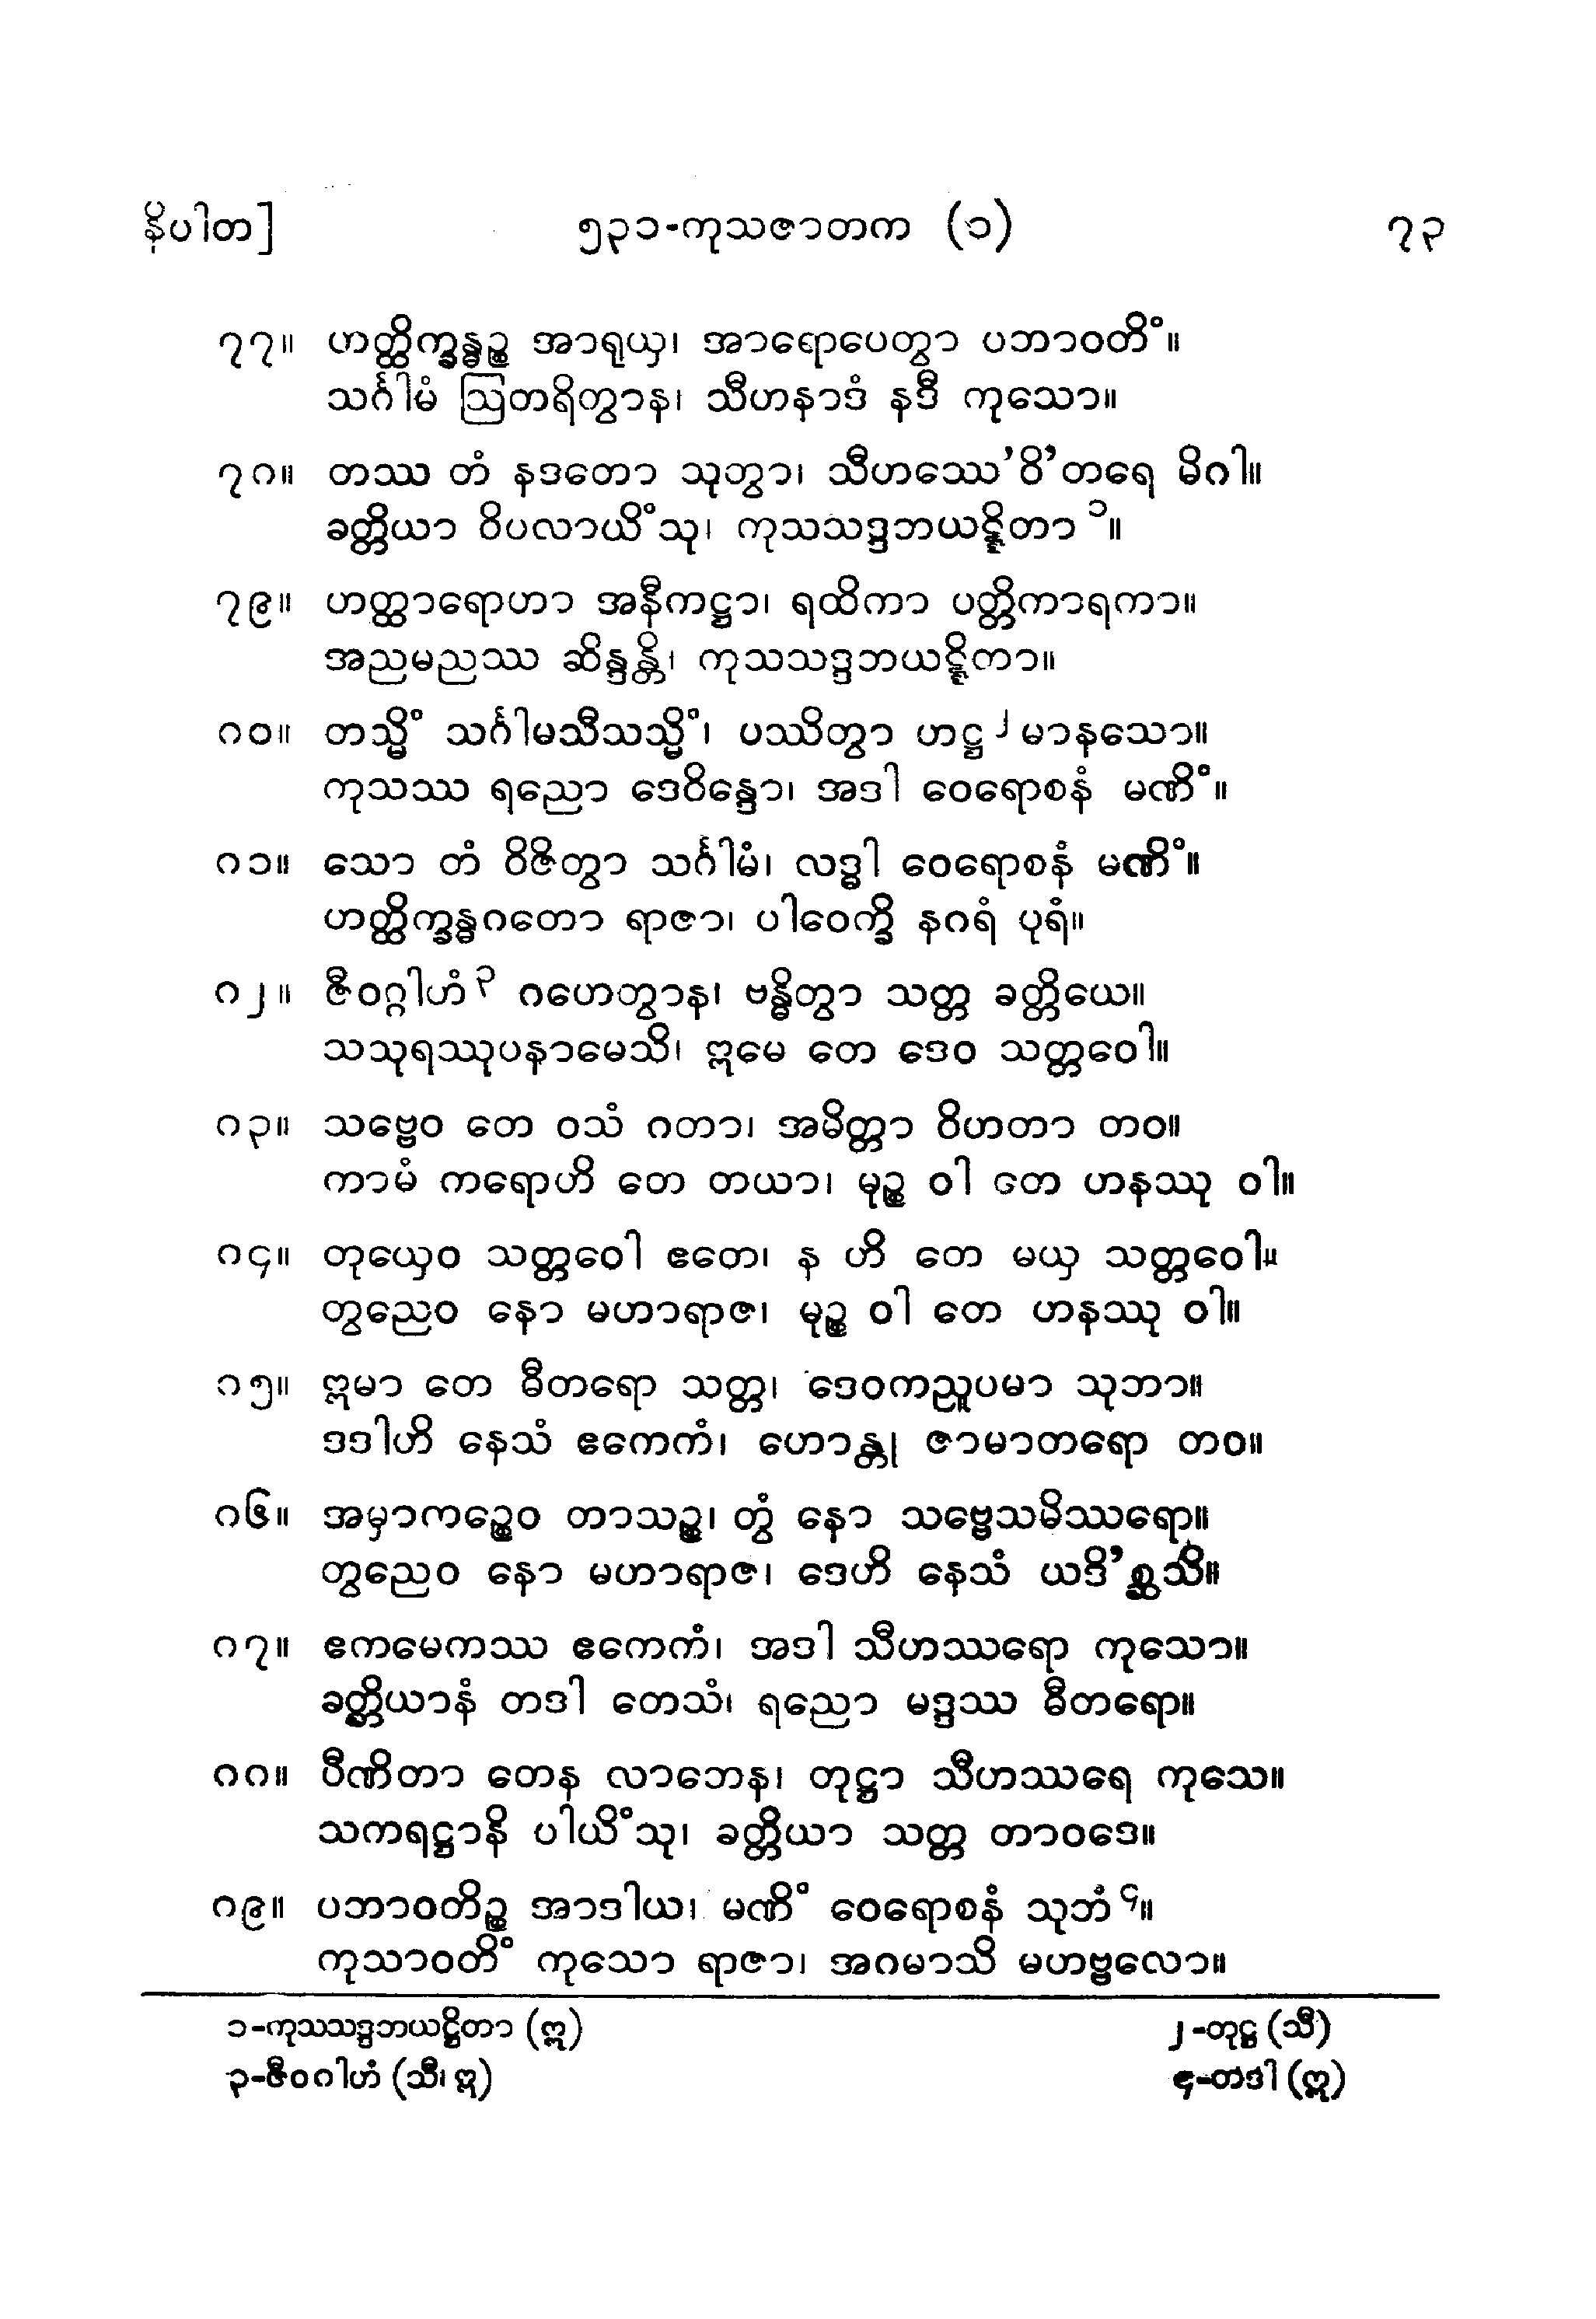 နိပါတ]
၅၃၁-ကုသဇာတက (၁)
၇၃
၇၇။ ဟတ္ထိက္ခန္ဓဉ္စ အာရုယှ၊ အာရောပေတွာ ပဘာဝတိံ။
သင်္ဂါမံ ဩတရိတွာန၊ သီဟနာဒံ နဒီ ကုသော။
၇၈။ တဿ တံ နဒတော သုတွာ၊ သီဟဿေ’ဝိ’တရေ မိဂါ။
ခတ္တိယာ ဝိပလာယိံသု၊ ကုသသဒ္ဒဘယဋ္ဋိတာ ၁။
၇၉။ ဟတ္ထာရောဟာ အနီကဋ္ဌာ၊ ရထိကာ ပတ္တိကာရကာ။
အညမညဿ ဆိန္ဒန္တိ၊ ကုသသဒ္ဒဘယဋ္ဋိတာ။
၈၀။ တသ္မိံ သင်္ဂါမသီသသ္မိံ၊ ပဿိတွာ ဟဋ္ဌ ၂ မာနသော။
ကုသဿ ရညော ဒေဝိန္ဒော၊ အဒါ ဝေရောစနံ မဏိံ။
၈၁။ သော တံ ဝိဇိတွာ သင်္ဂါမံ၊ လဒ္ဓါ ဝေရောစနံ မဏိံ။
ဟတ္ထိက္ခန္ဓဂတော ရာဇာ၊ ပါဝေက္ခိ နဂရံ ပုရံ။
၈၂။ ဇီဝဂ္ဂါဟံ ၃ ဂဟေတွာန၊ ဗန္ဓိတွာ သတ္တ ခတ္တိယေ။
သသုရဿုပနာမေသိ၊ ဣမေ တေ ဒေဝ သတ္တဝေါ။
၈၃။ သဗ္ဗေဝ တေ ဝသံ ဂတာ၊ အမိတ္တာ ဝိဟတာ တဝ။
ကာမံ ကရောဟိ တေ တယာ၊ မုဉ္စ ဝါ တေ ဟနဿု ဝါ။
၈၄။ တုယှေဝ သတ္တဝေါ ဧတေ၊ န ဟိ တေ မယှ သတ္တဝေါ။
တွညေဝ နော မဟာရာဇ၊ မုဉ္စ ဝါ တေ ဟနဿု ဝါ။
၈၅။ ဣမာ တေ ဓီတရော သတ္တ၊ ဒေဝကညူပမာ သုဘာ။
ဒဒါဟိ နေသံ ဧကေကံ၊ ဟောန္တု ဇာမာတရော တဝ။
၈၆။ အမှာကဉ္စေဝ တာသဉ္စ၊ တွံ နော သဗ္ဗေသမိဿရော။
တွညေဝ နော မဟာရာဇ၊ ဒေဟိ နေသံ ယဒိ’စ္ဆသိ။
၈၇။ ဧကမေကဿ ဧကေကံ၊ အဒါ သီဟဿရော ကုသော။
ခတ္တိယာနံ တဒါ တေသံ၊ ရညော မဒ္ဒဿ ဓီတရော။
၈၈။ ပီဏိတာ တေန လာဘေန၊ တုဋ္ဌာ သီဟဿရေ ကုသေ။
သကရဋ္ဌာနိ ပါယိံသု၊ ခတ္တိယာ သတ္တ တာဝဒေ။
၈၉။ ပဘာဝတိဉ္စ အာဒါယ၊ မဏိံ ဝေရောစနံ သုဘံ ၄။
ကုသာဝတိံ ကုသော ရာဇာ၊ အဂမာသိ မဟဗ္ဗလော။
၁-ကုသသဒ္ဒဘယဋ္ဌိတာ (ဣ)
၂-တုဋ္ဌ (သီ)
၃-ဇီဝဂါဟံ (သီ၊ ဣ)
၄-တဒါ (ဣ)